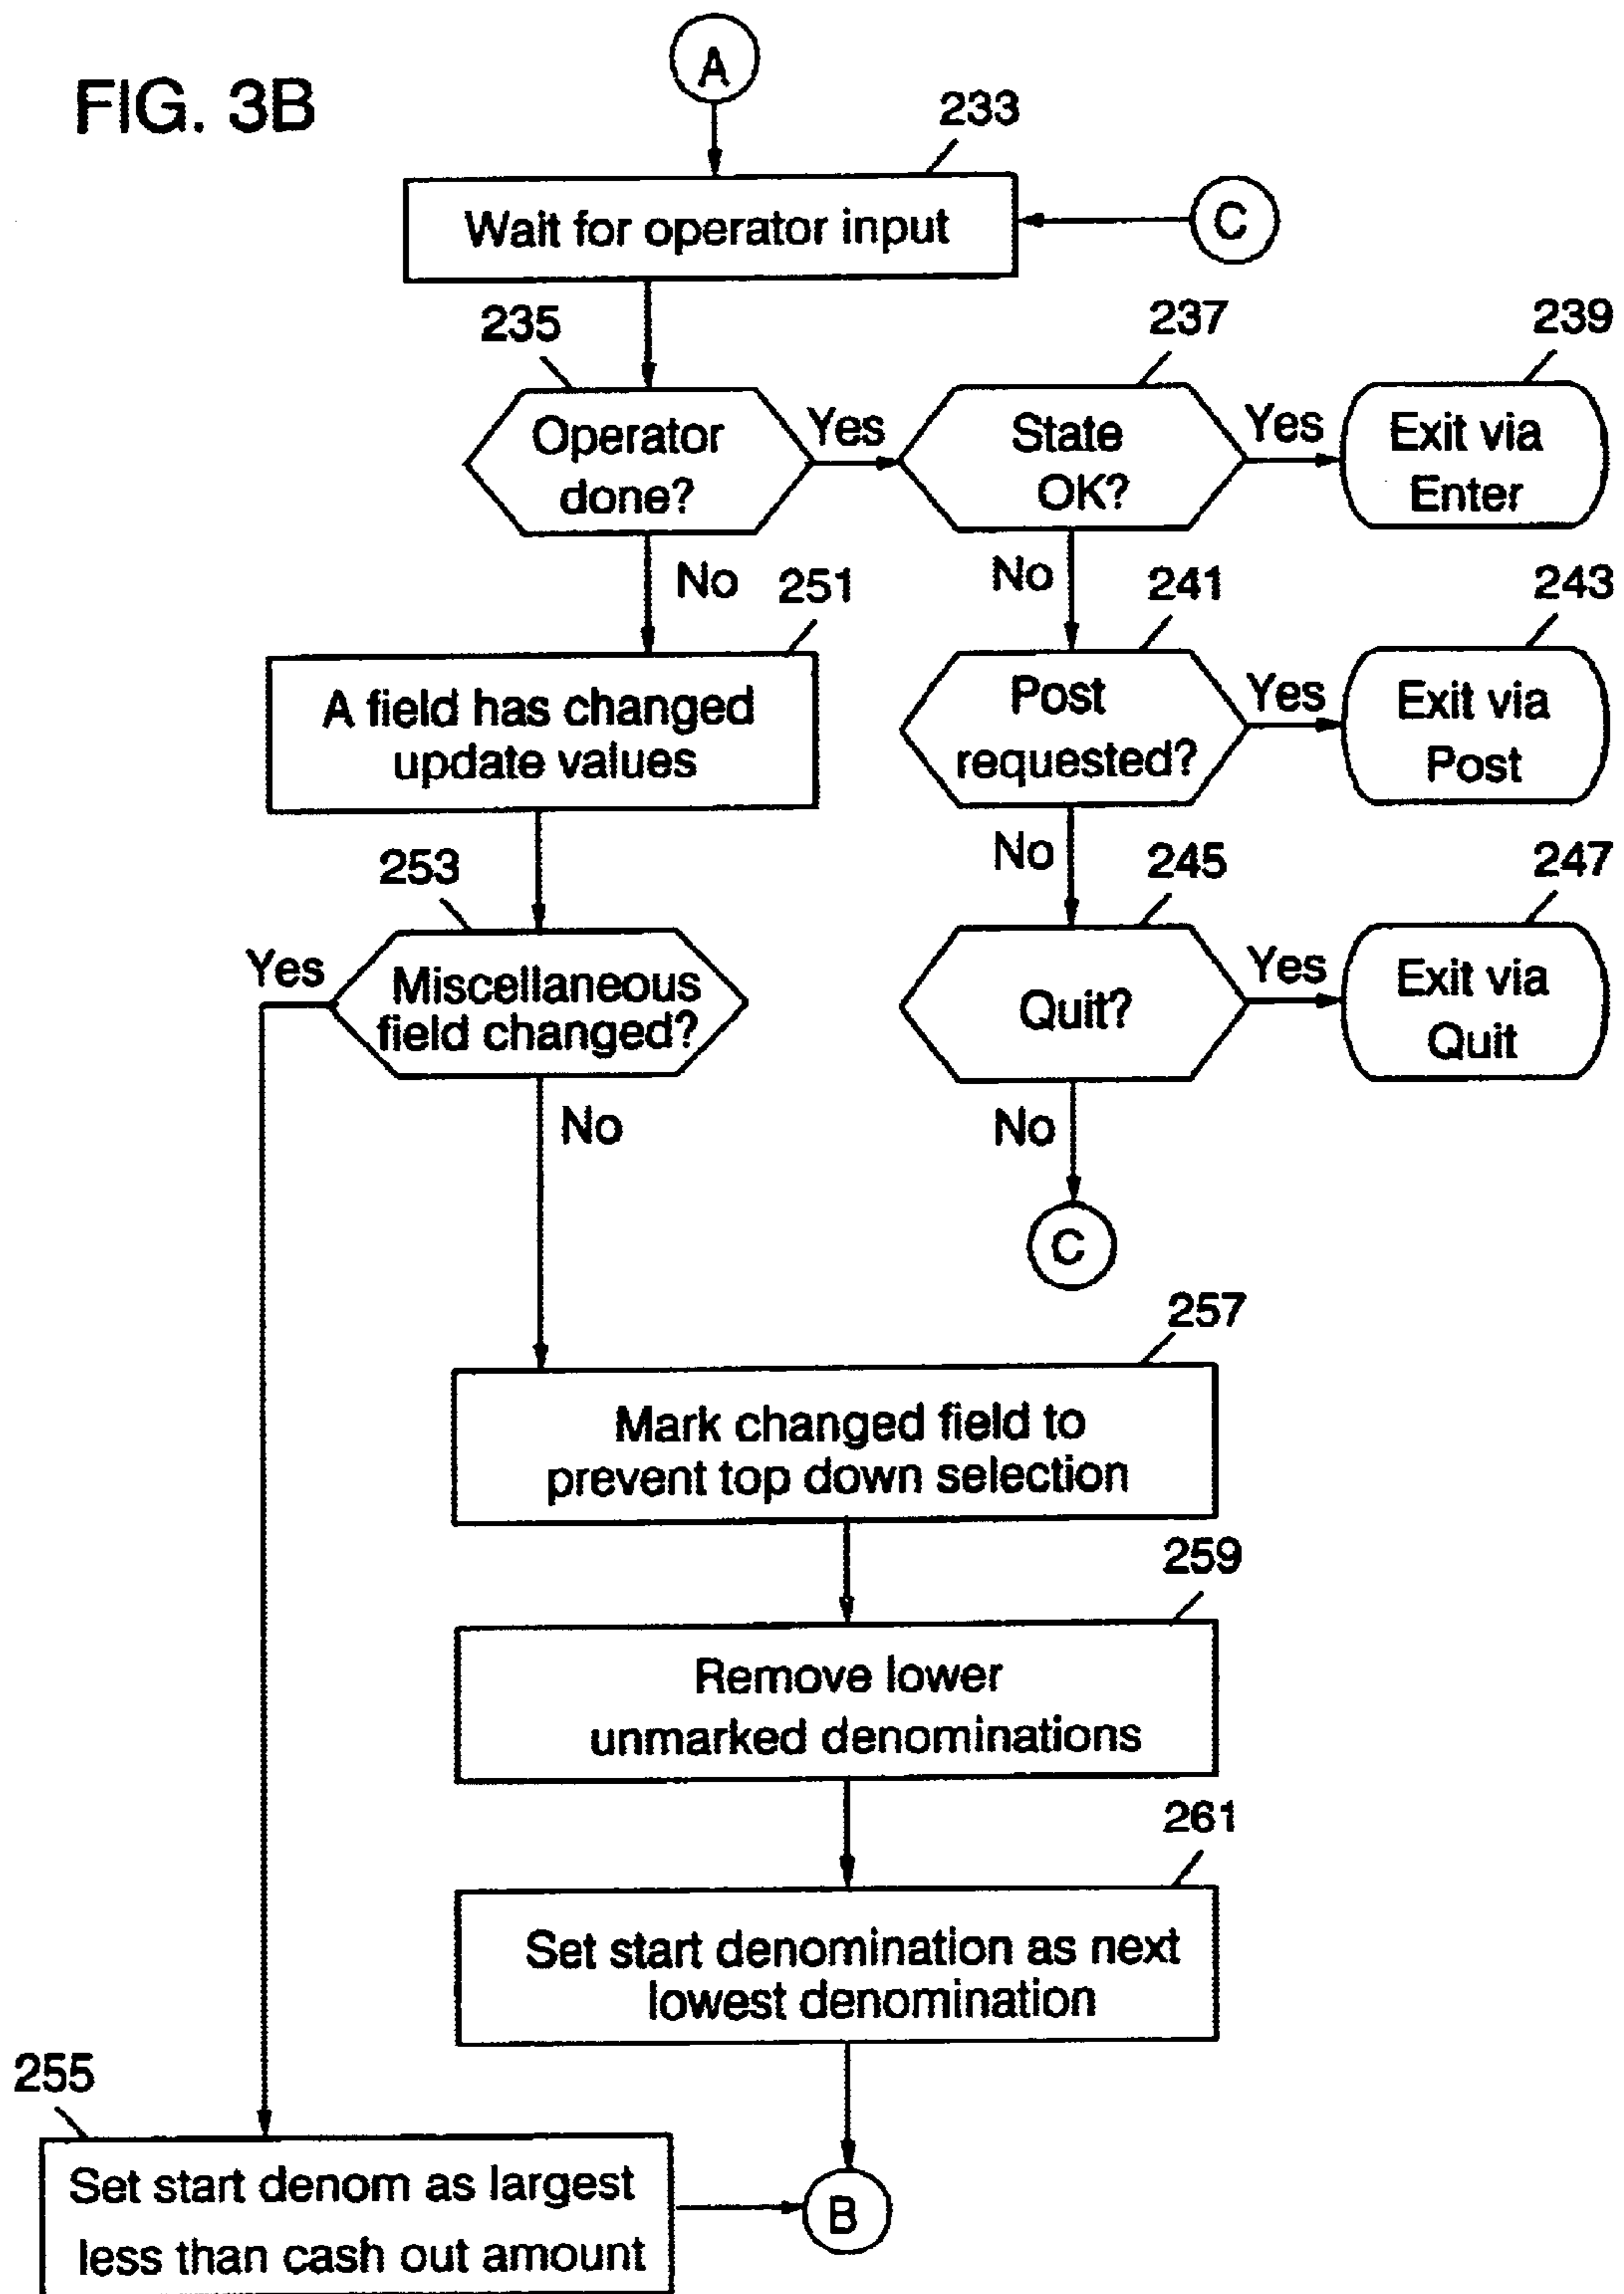 FIG. 3B
A
233
Wait for operator input
C
235
237
239
Operator
done?
Yes
State
OK?
Yes
Exit via
Enter
No
No
251
241
243
A field has changed
update values
Post
requested?
Yes
Exit via
Post
No
253
245
247
Yes
Miscellaneous
field changed?
Quit?
Yes
Exit via
Quit
No
No
C
257
Mark changed field to
prevent top down selection
259
Remove lower
unmarked denominations
261
Set start denomination as next
lowest denomination
255
Set start denom as largest
less than cash out amount
B